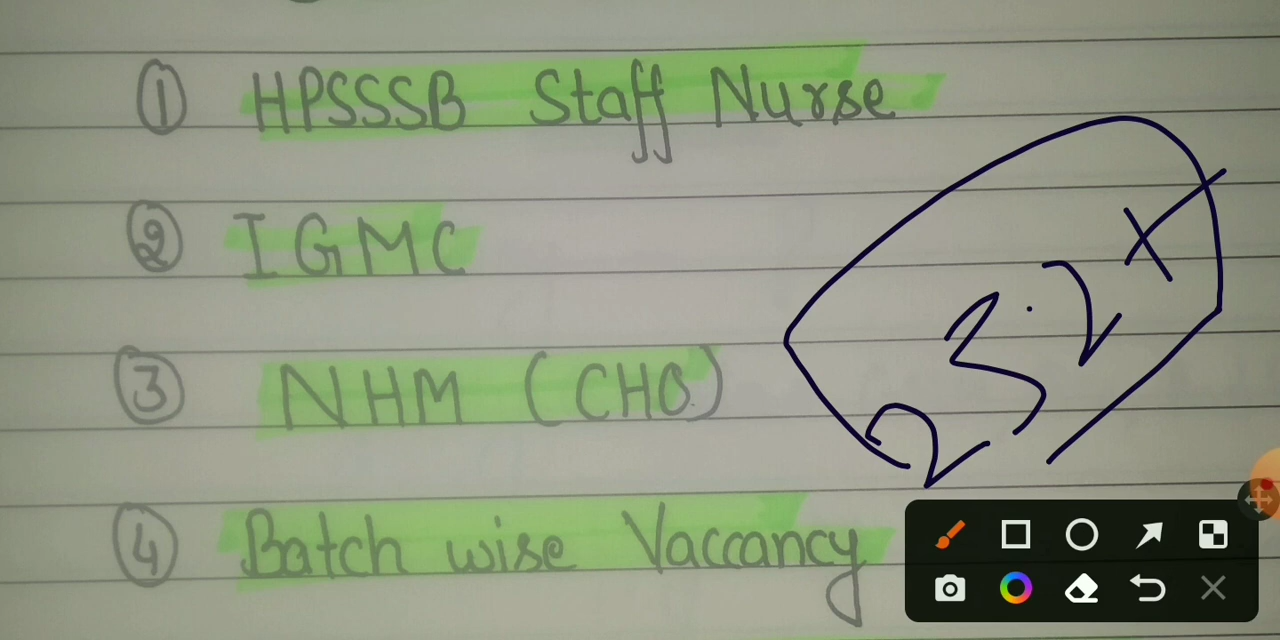 ① HPSSSB Staff Nurse
② IGMC
③ NHM (CHO)
④ Batch wise Vaccancy